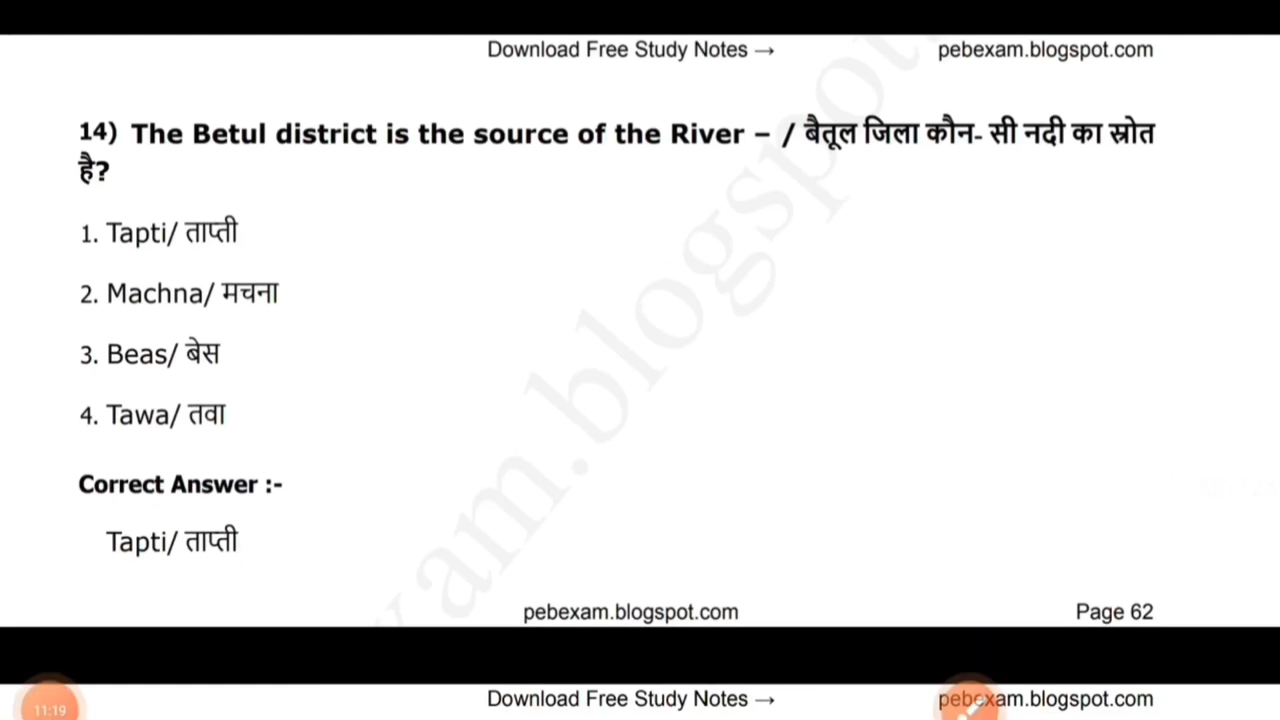 Download Free Study Notes → pebexam.blogspot.com
14) The Betul district is the source of the River – / बैतूल जिला कौन- सी नदी का स्रोत
है?
1. Tapti/ ताप्ती
2. Machna/ मचना
3. Beas/ बेस
4. Tawa/ तवा
Correct Answer :-
Tapti/ ताप्ती
xam.blogspot.
pebexam.blogspot.com Page 62
Download Free Study Notes → pebexam.blogspot.com
11:19